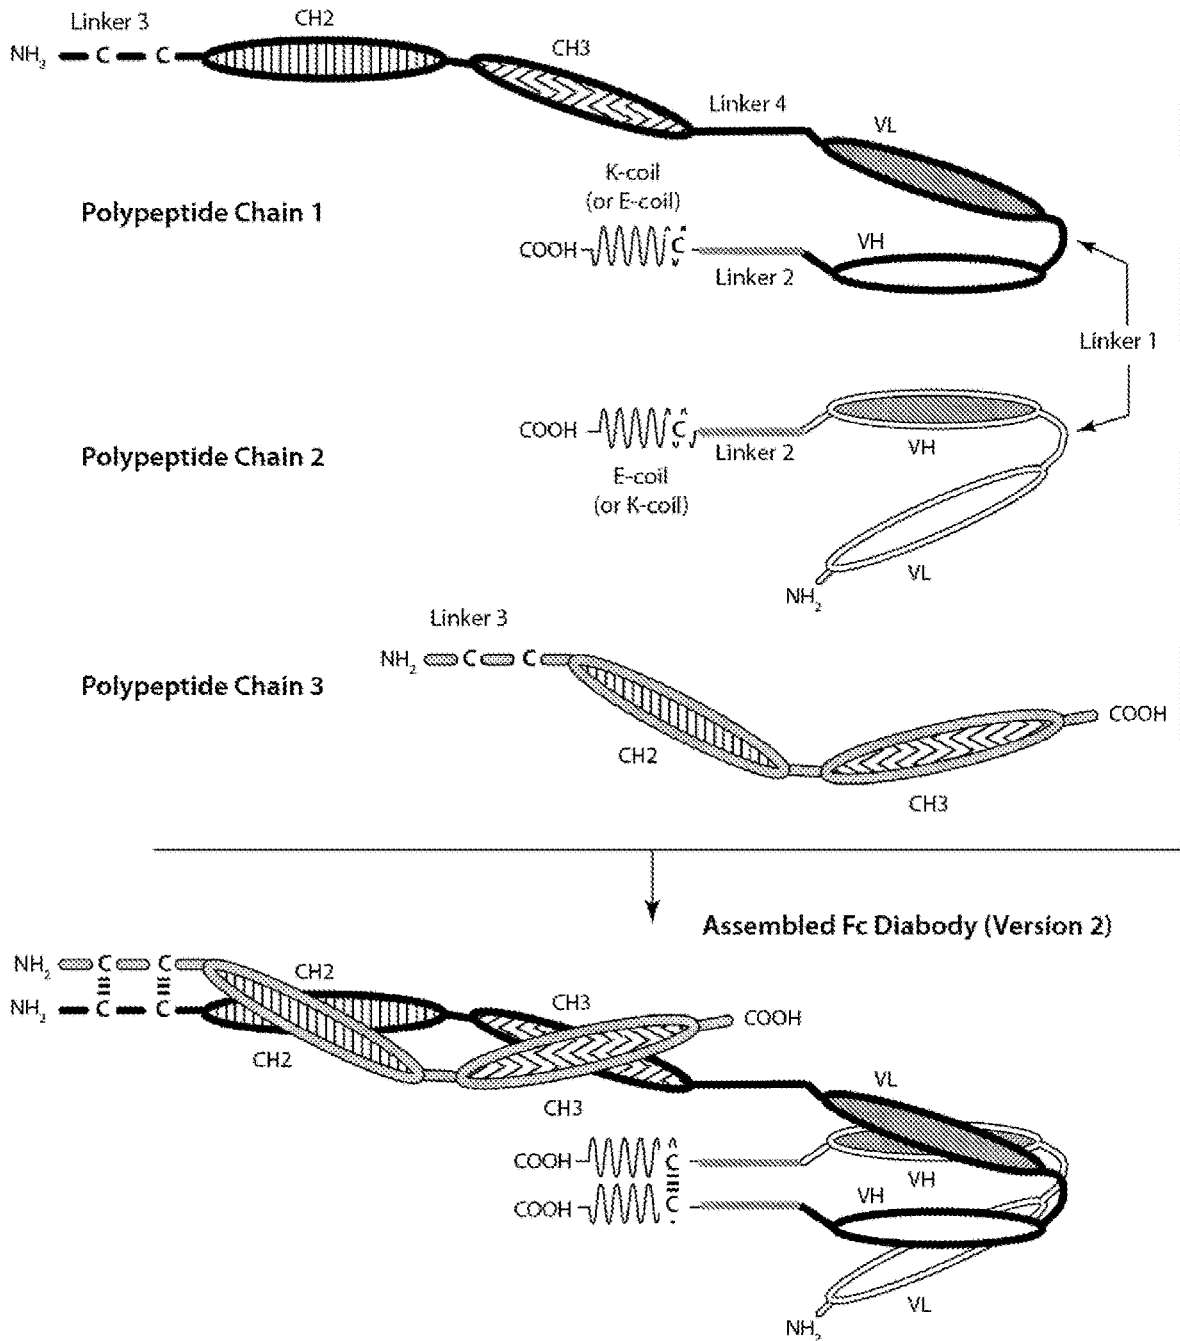 Linker 3
CH2
NH2 C C
CH3
Linker 4
VL
K-coil
(or E-coil)
Polypeptide Chain 1
COOH C
VH
Linker 2
Linker 1
COOH C
Linker 2
VH
Polypeptide Chain 2
E-coil
(or K-coil)
VL
NH2
Linker 3
NH2 C C
Polypeptide Chain 3
COOH
CH2
CH3
Assembled Fc Diabody (Version 2)
NH2 C C
CH2
NH2 C C
CH3
COOH
CH2
CH3
VL
COOH C
VH
VH
COOH C
VL
NH2